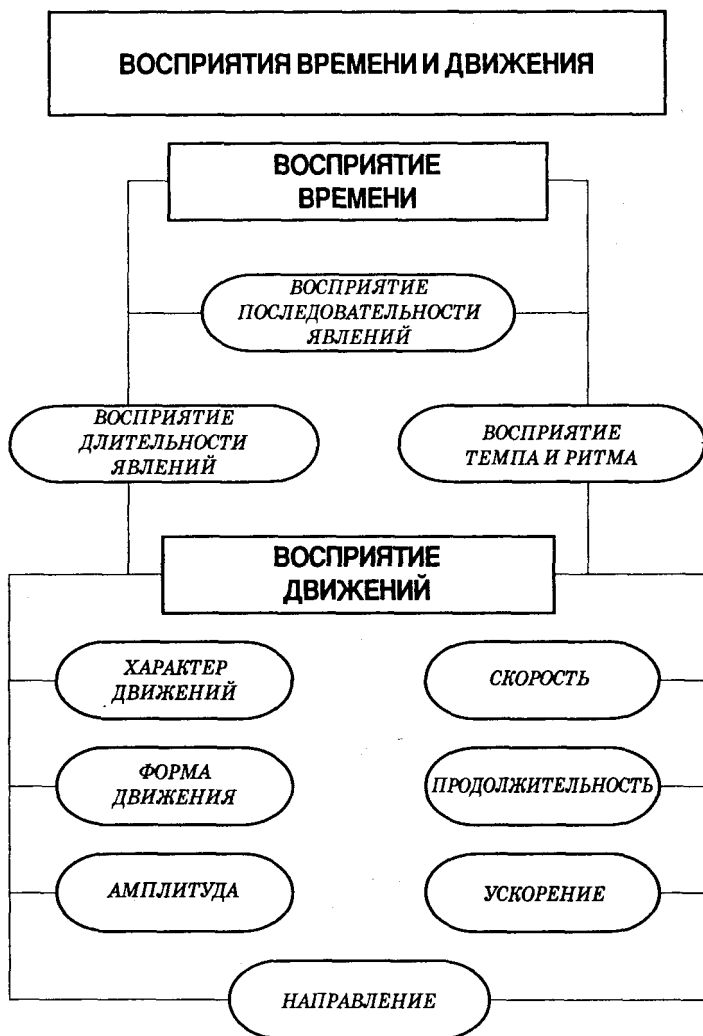 ВОСПРИЯТИЯ ВРЕМЕНИ И ДВИЖЕНИЯ
ВОСПРИЯТИЕ
ВРЕМЕНИ
ВОСПРИЯТИЕ
ПОСЛЕДОВАТЕЛЬНОСТИ
ЯВЛЕНИЙ
ВОСПРИЯТИЕ
ДЛИТЕЛЬНОСТИ
ЯВЛЕНИЙ
ВОСПРИЯТИЕ
ТЕМПА И РИТМА
ВОСПРИЯТИЕ
ДВИЖЕНИЙ
ХАРАКТЕР
ДВИЖЕНИЙ
СКОРОСТЬ
ФОРМА
ДВИЖЕНИЯ
ПРОДОЛЖИТЕЛЬНОСТЬ
АМПЛИТУДА
УСКОРЕНИЕ
НАПРАВЛЕНИЕ